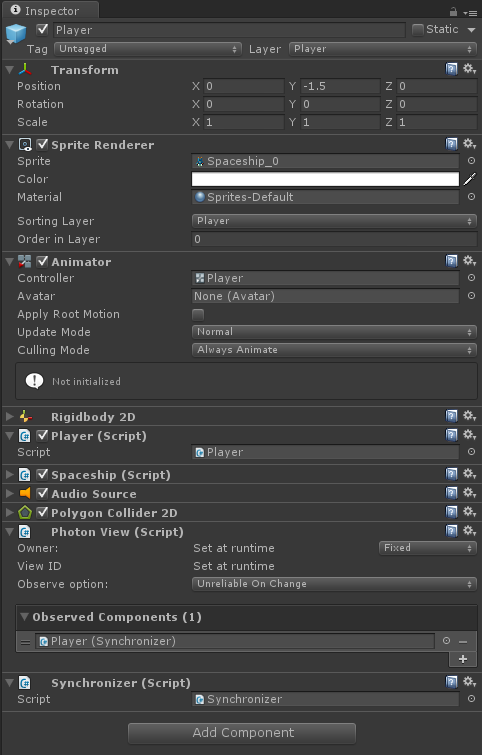 Inspector
Player Static
Tag Untagged Layer Player
Transform
Position X 0 Y -1.5 Z 0
Rotation X 0 Y 0 Z 0
Scale X 1 Y 1 Z 1
Sprite Renderer
Sprite Spaceship_0
Color
Material Sprites-Default
Sorting Layer Player
Order in Layer 0
Animator
Controller Player
Avatar None (Avatar)
Apply Root Motion
Update Mode Normal
Culling Mode Always Animate
Not initialized
Rigidbody 2D
Player (Script)
Script Player
Spaceship (Script)
Audio Source
Polygon Collider 2D
Photon View (Script)
Owner: Set at runtime Fixed
View ID Set at runtime
Observe option: Unreliable On Change
Observed Components (1)
Player (Synchronizer)
Synchronizer (Script)
Script Synchronizer
Add Component